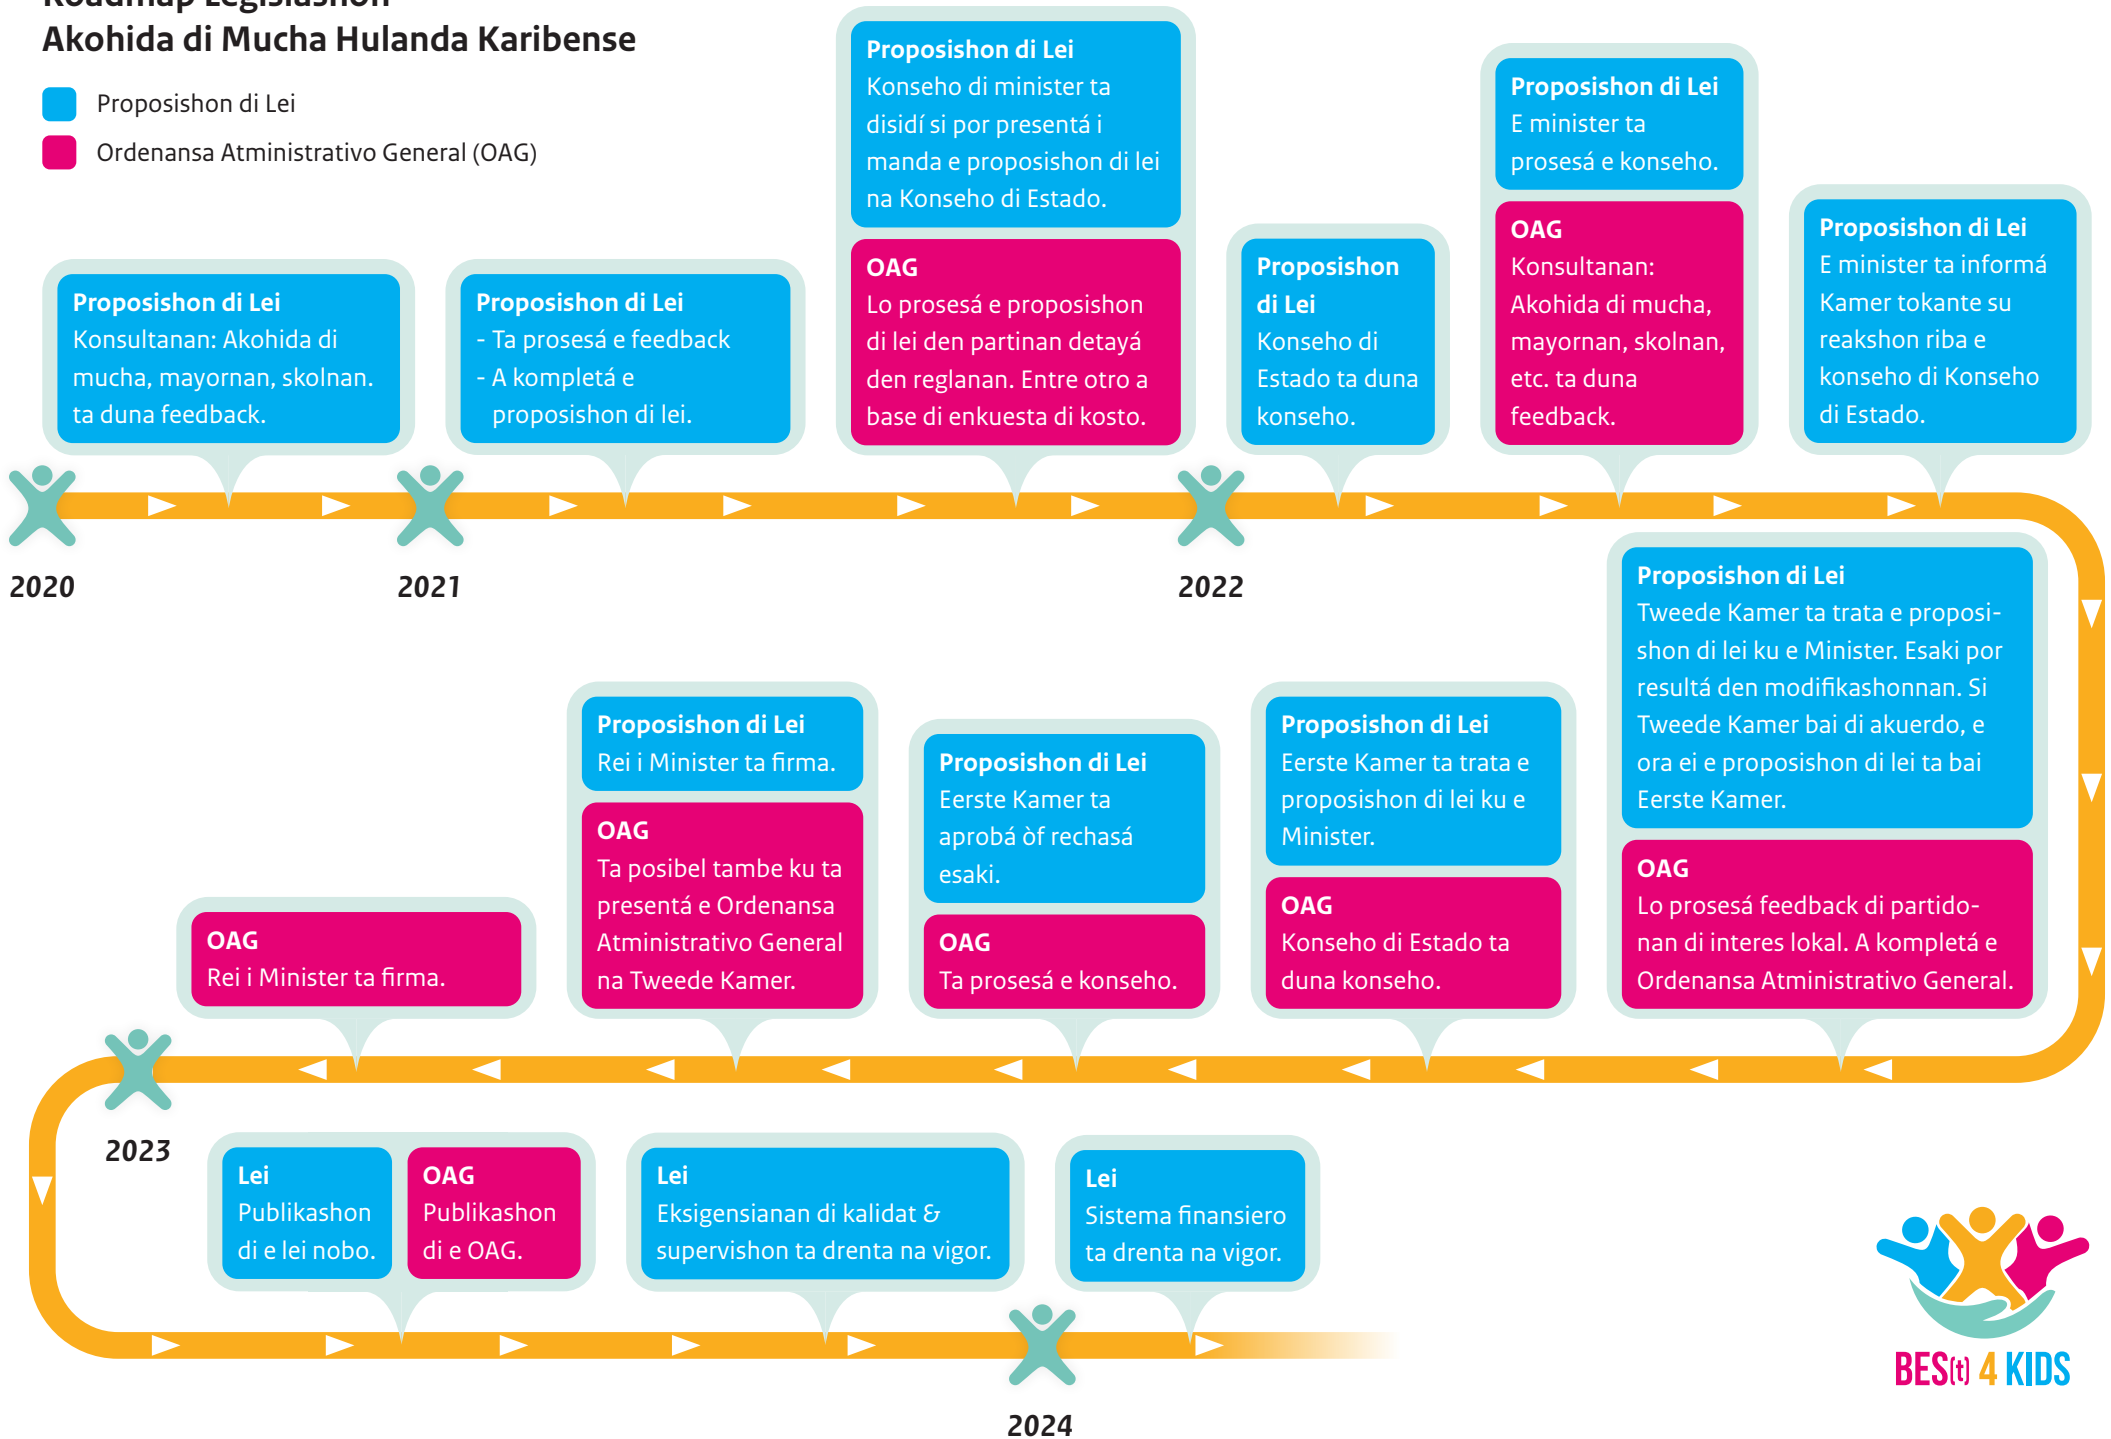 Roadmap Legislashon
Akohida di Mucha Hulanda Karibense
Proposishon di Lei
Ordenansa Atministrativo General (OAG)
Proposishon di Lei
Konsultanan: Akohida di
mucha, mayornan, skolnan.
ta duna feedback.
Proposishon di Lei
- Ta prosesá e feedback
- A kompletá e
proposishon di lei.
Proposishon di Lei
Konseho di minister ta
disidí si por presentá i
manda e proposishon di lei
na Konseho di Estado.
OAG
Lo prosesá e proposishon
di lei den partinan detayá
den reglanan. Entre otro a
base di enkuesta di kosto.
Proposishon
di Lei
Konseho di
Estado ta duna
konseho.
Proposishon di Lei
E minister ta
prosesá e konseho.
OAG
Konsultanan:
Akohida di mucha,
mayornan, skolnan,
etc. ta duna
feedback.
Proposishon di Lei
E minister ta informá
Kamer tokante su
reakshon riba e
konseho di Konseho
di Estado.
2020
2021
2022
Proposishon di Lei
Tweede Kamer ta trata e proposi-
shon di lei ku e Minister. Esaki por
resultá den modifikashonnan. Si
Tweede Kamer bai di akuerdo, e
ora ei e proposishon di lei ta bai
Eerste Kamer.
OAG
Lo prosesá feedback di partido-
nan di interes lokal. A kompletá e
Ordenansa Atministrativo General.
Proposishon di Lei
Eerste Kamer ta trata e
proposishon di lei ku e
Minister.
OAG
Konseho di Estado ta
duna konseho.
Proposishon di Lei
Eerste Kamer ta
aprobá òf rechasá
esaki.
OAG
Ta prosesá e konseho.
Proposishon di Lei
Rei i Minister ta firma.
OAG
Ta posibel tambe ku ta
presentá e Ordenansa
Atministrativo General
na Tweede Kamer.
OAG
Rei i Minister ta firma.
2023
Lei
Publikashon
di e lei nobo.
OAG
Publikashon
di e OAG.
Lei
Eksigensianan di kalidat &
supervishon ta drenta na vigor.
Lei
Sistema finansiero
ta drenta na vigor.
2024
BES(t) 4 KIDS